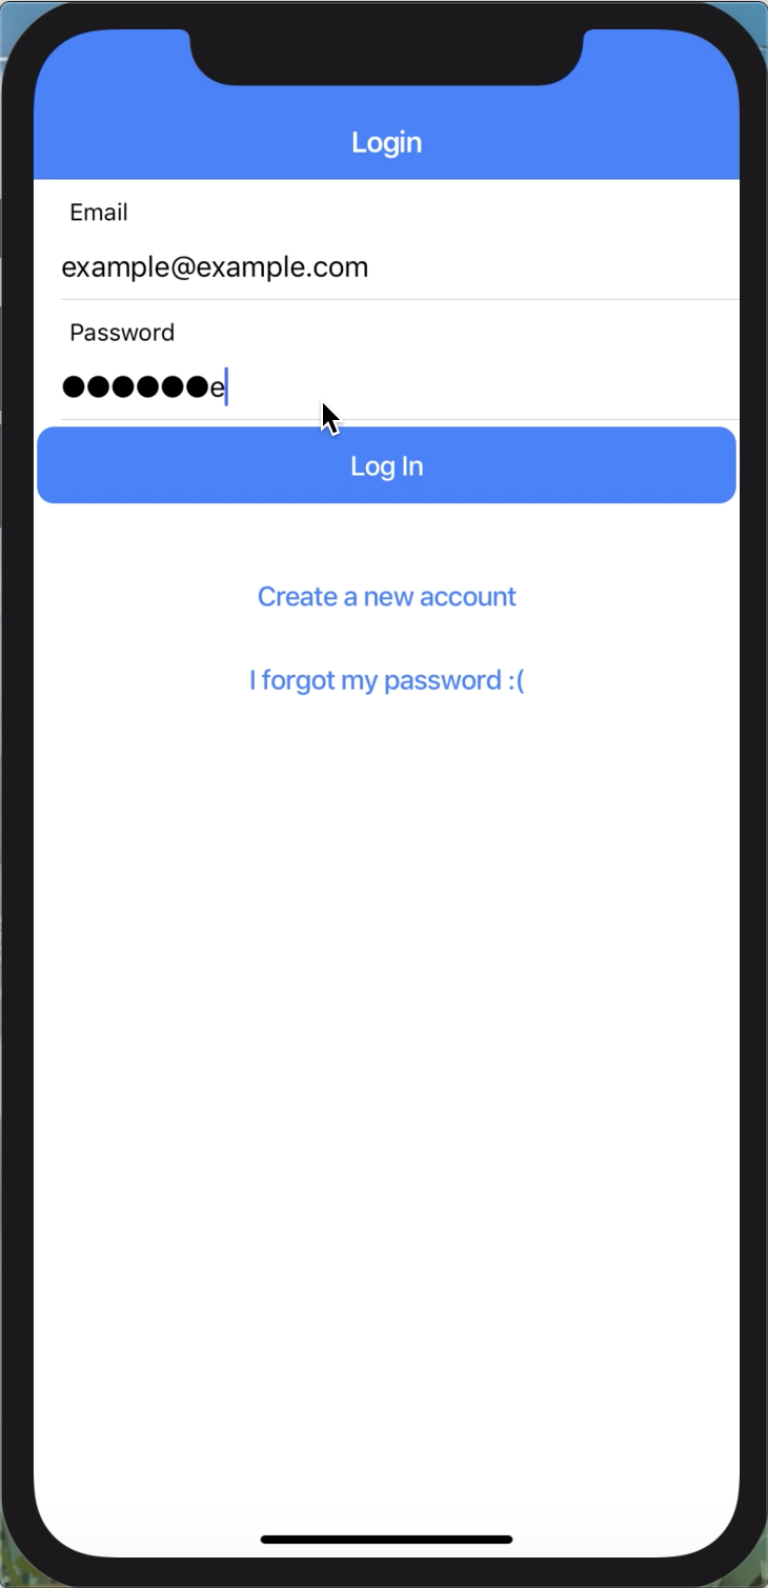 Login
Email
example@example.com
Password
●●●●●●e
Log In
Create a new account
I forgot my password :(